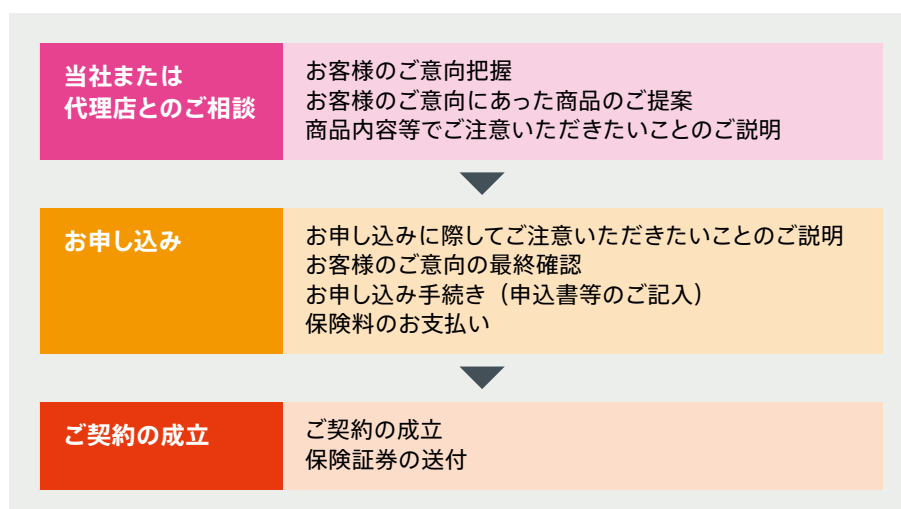 当社または
代理店とのご相談
お客様のご意向把握
お客様のご意向にあった商品のご提案
商品内容等でご注意いただきたいことのご説明
お申し込み
お申し込みに際してご注意いただきたいことのご説明
お客様のご意向の最終確認
お申し込み手続き（申込書等のご記入）
保険料のお支払い
ご契約の成立
ご契約の成立
保険証券の送付